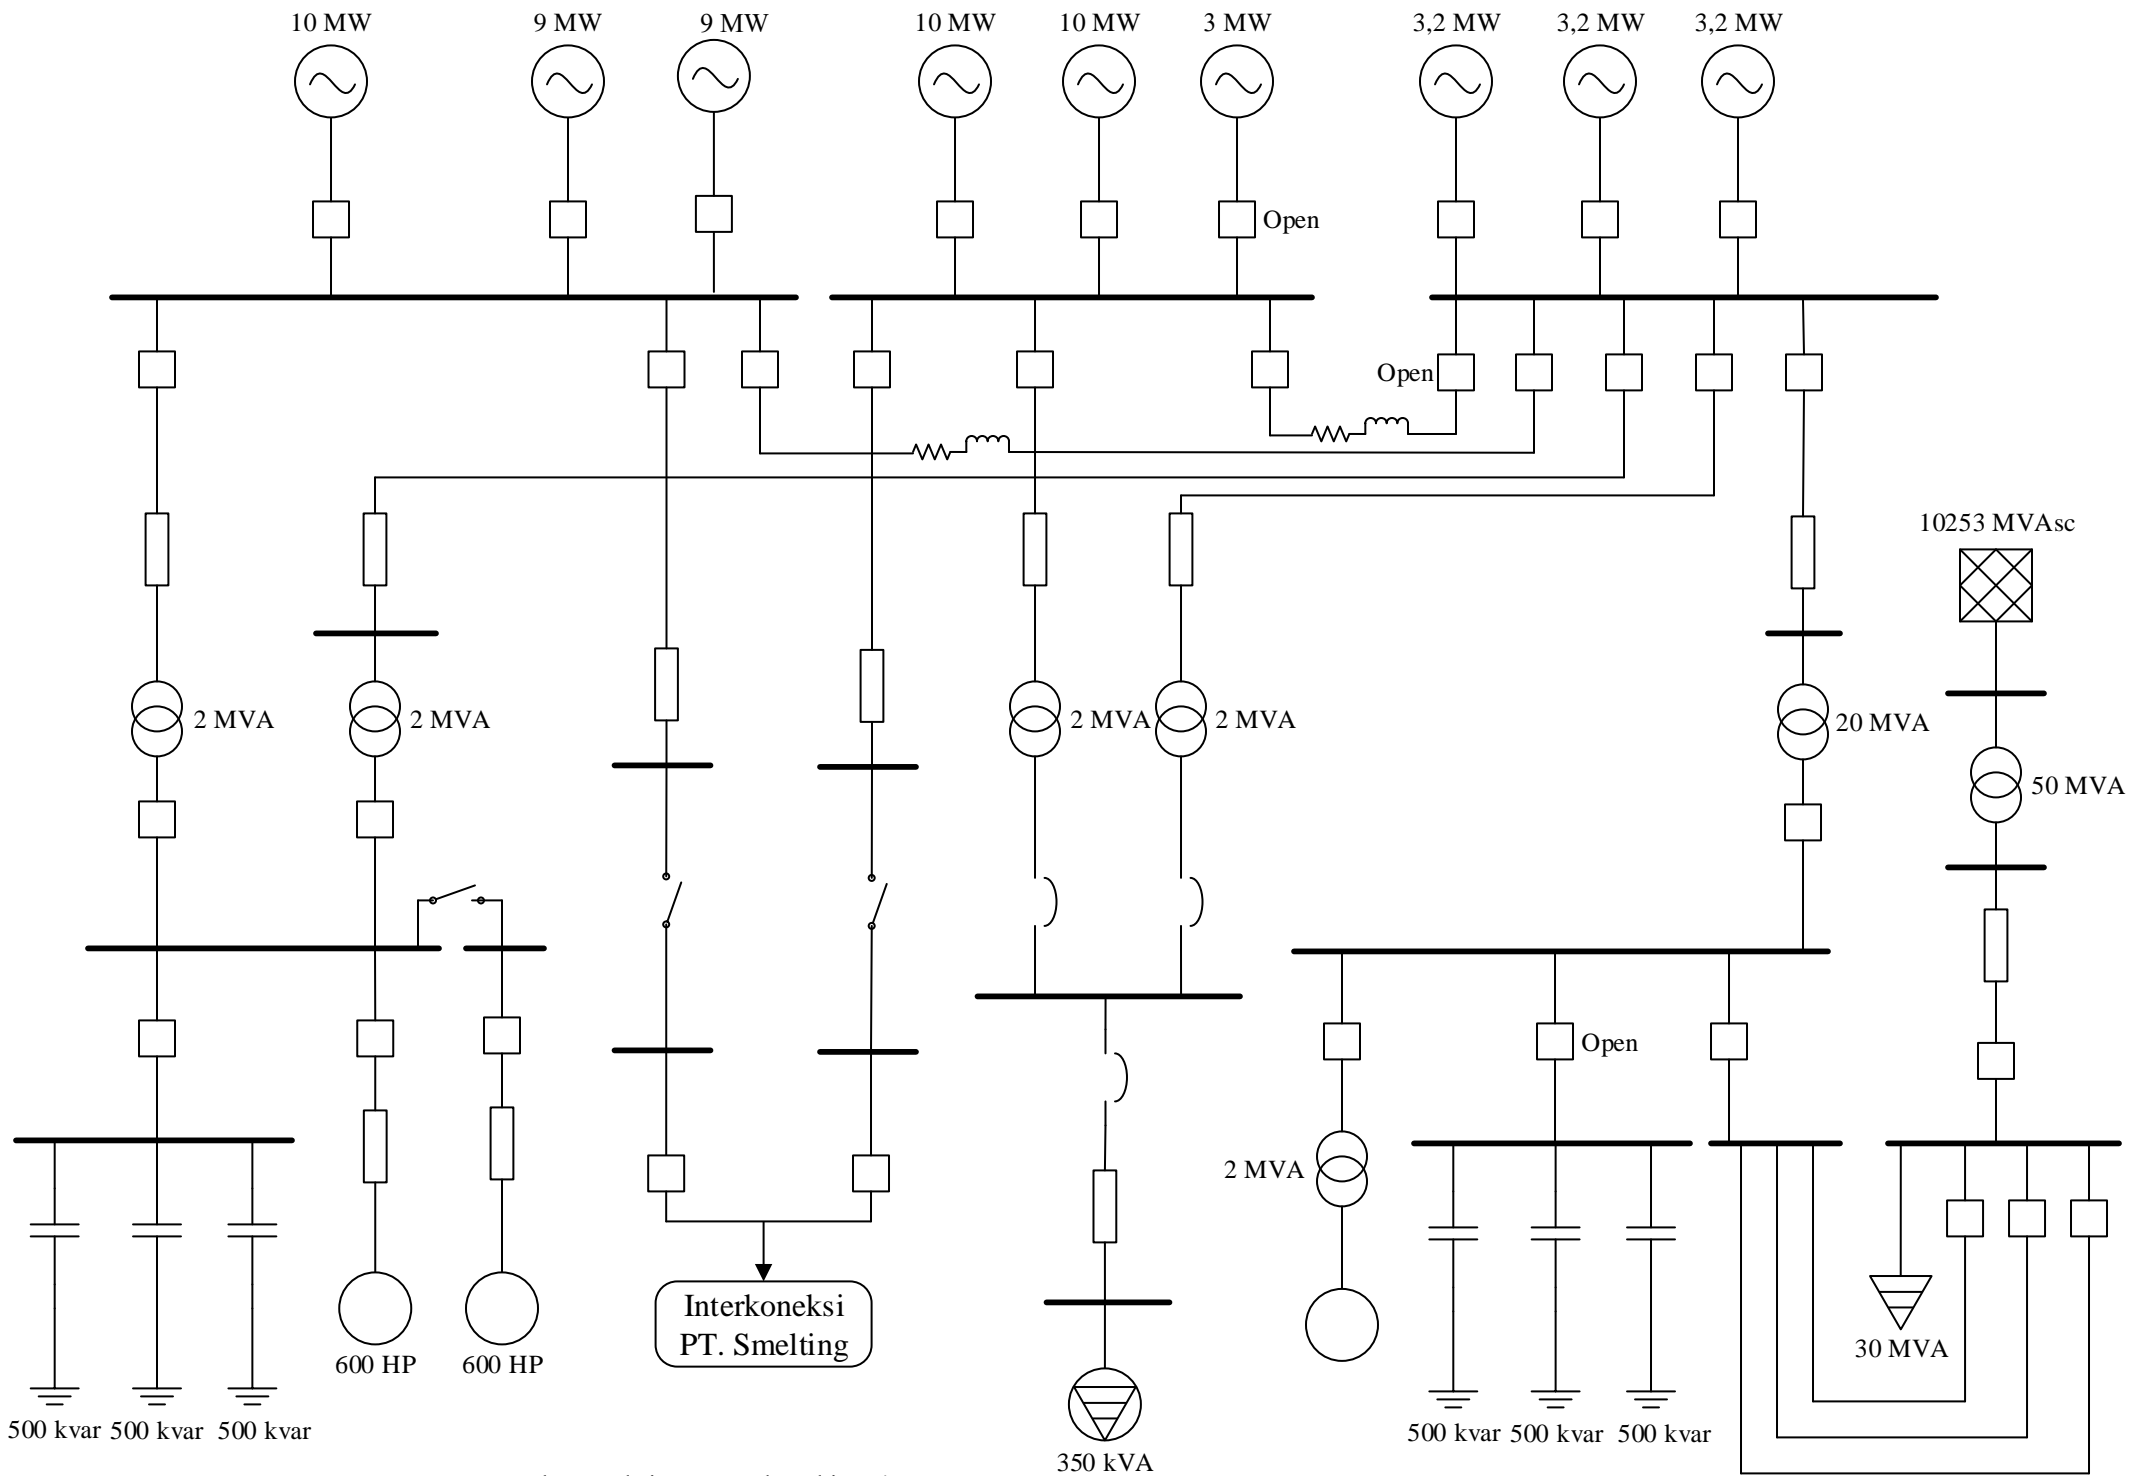 10 MW
9 MW
9 MW
10 MW
10 MW
3 MW
3,2 MW
3,2 MW
3,2 MW
Open
Open
10253 MVAsc
2 MVA
2 MVA
2 MVA
2 MVA
20 MVA
50 MVA
Open
2 MVA
Interkoneksi
PT. Smelting
30 MVA
600 HP
600 HP
500 kvar
500 kvar
500 kvar
500 kvar
500 kvar
500 kvar
350 kVA